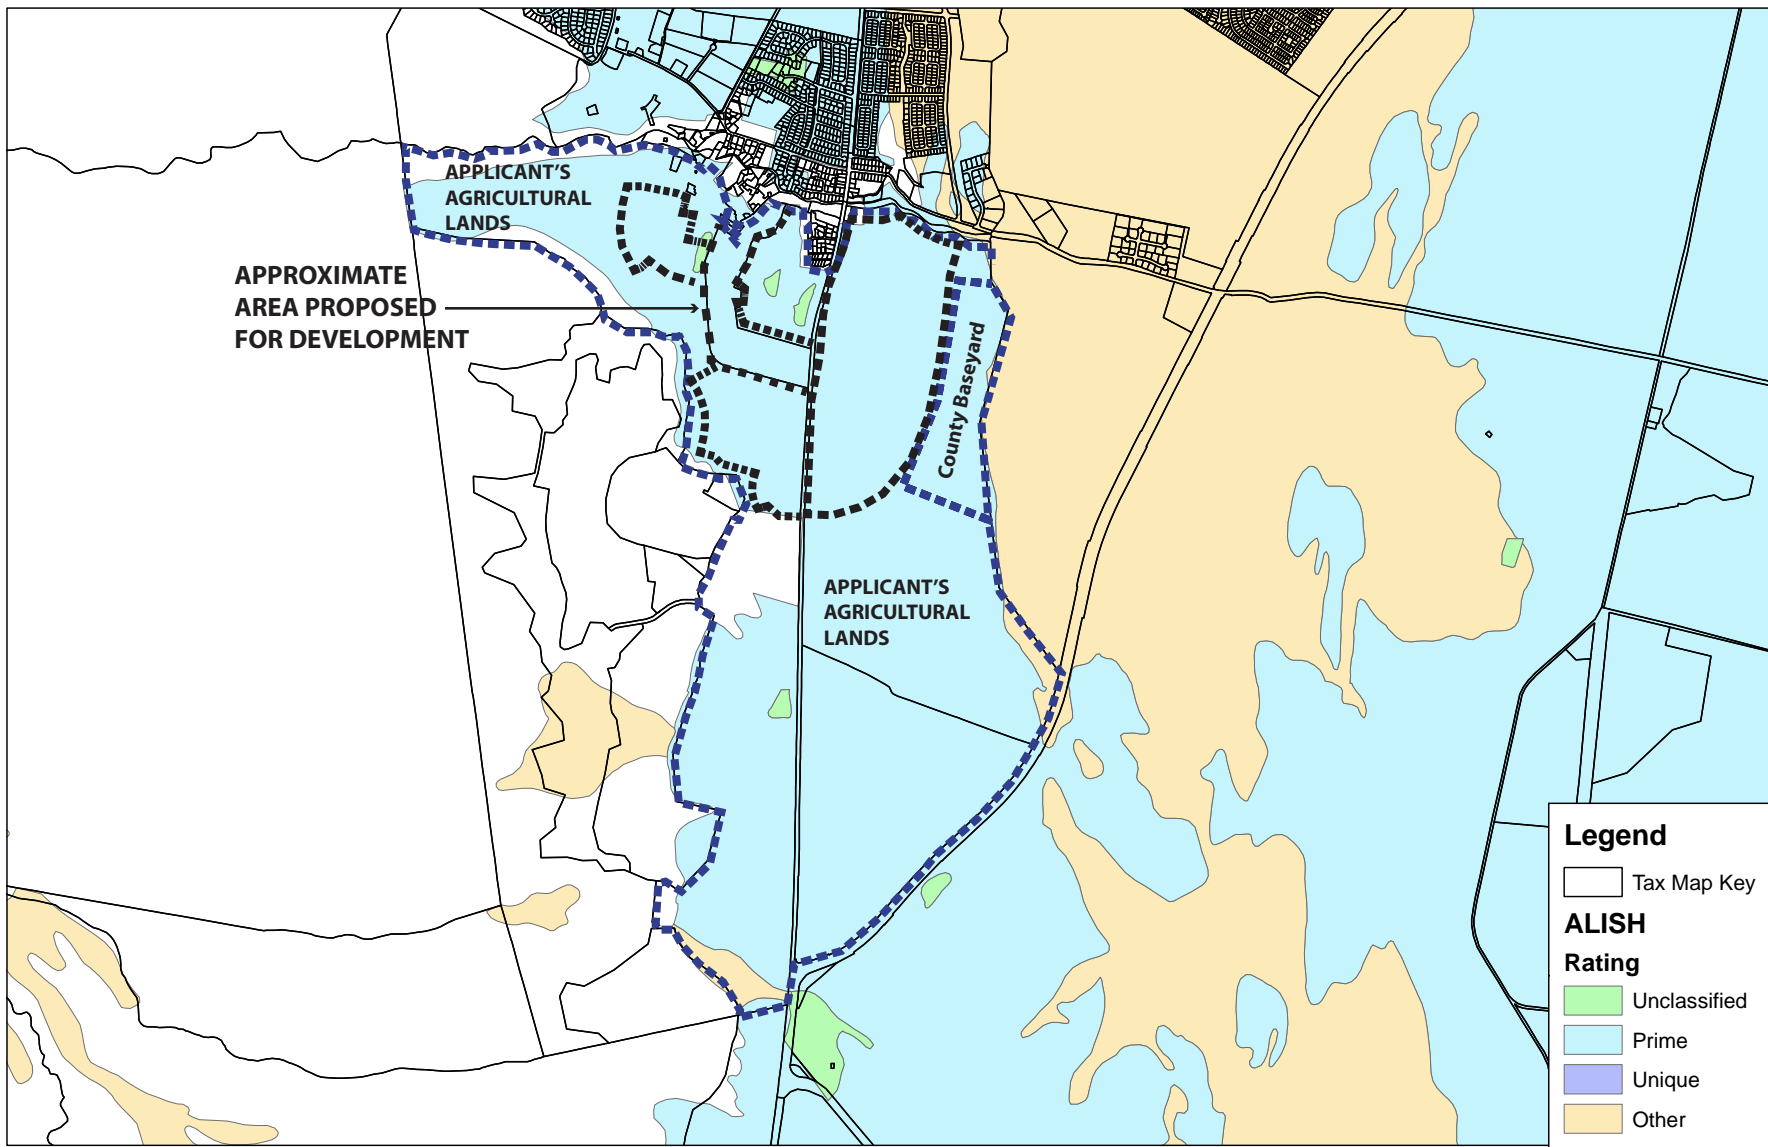 APPLICANT'S
AGRICULTURAL
LANDS
APPROXIMATE
AREA PROPOSED
FOR DEVELOPMENT
County Baseyard
APPLICANT'S
AGRICULTURAL
LANDS
Legend
Tax Map Key
ALISH
Rating
Unclassified
Prime
Unique
Other